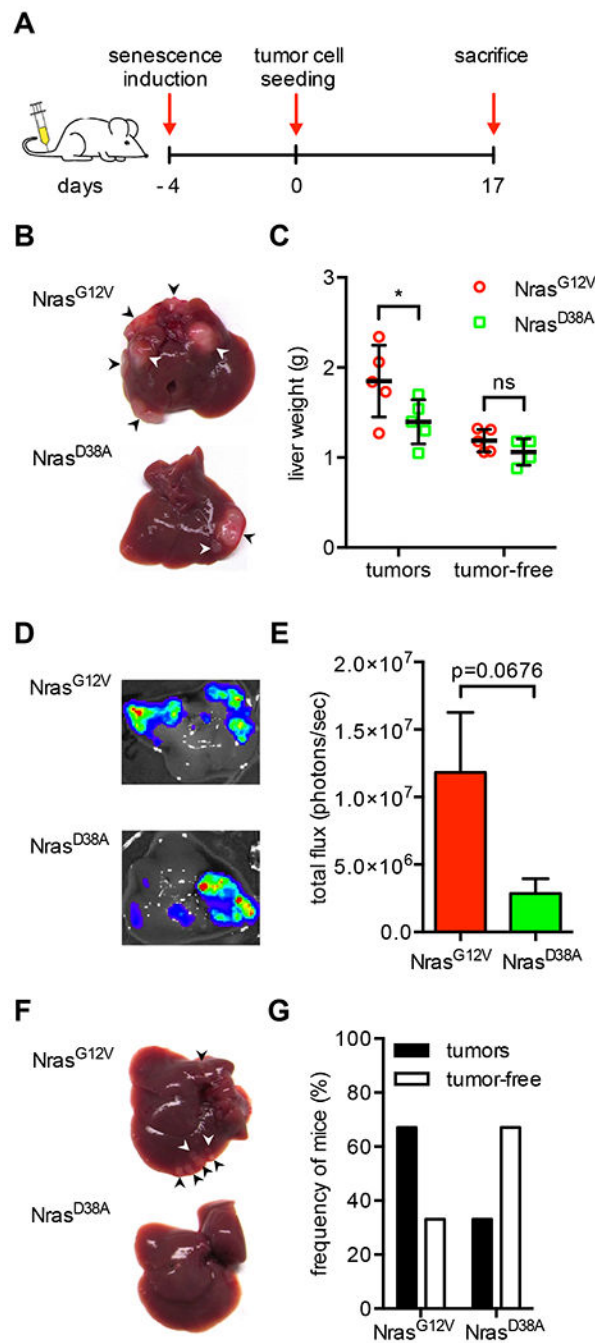 A
senescence induction
tumor cell seeding
sacrifice
days
- 4
0
17
B
Nras^G12V
Nras^D38A
C
liver weight (g)
3
2
1
0
*
ns
Nras^G12V
Nras^D38A
tumors
tumor-free
D
Nras^G12V
Nras^D38A
E
total flux (photons/sec)
2.0×10^7
1.5×10^7
1.0×10^7
5.0×10^6
0.0
p=0.0676
Nras^G12V
Nras^D38A
F
Nras^G12V
Nras^D38A
G
frequency of mice (%)
100
80
60
40
20
0
tumors
tumor-free
Nras^G12V
Nras^D38A